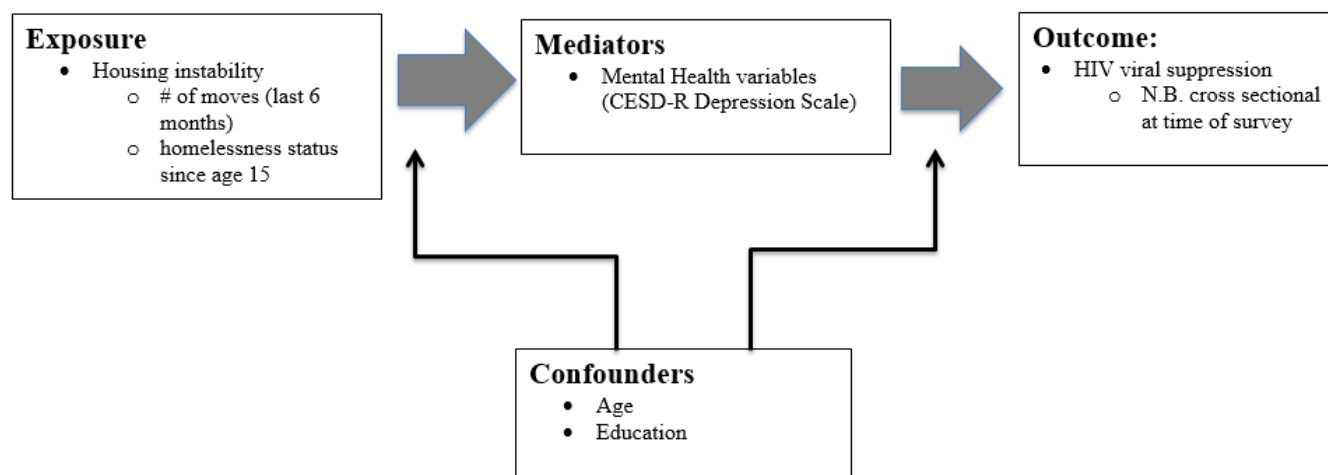 Exposure
• Housing instability
o # of moves (last 6
months)
o homelessness status
since age 15
Mediators
• Mental Health variables
(CESD-R Depression Scale)
Outcome:
• HIV viral suppression
o N.B. cross sectional
at time of survey
Confounders
• Age
• Education